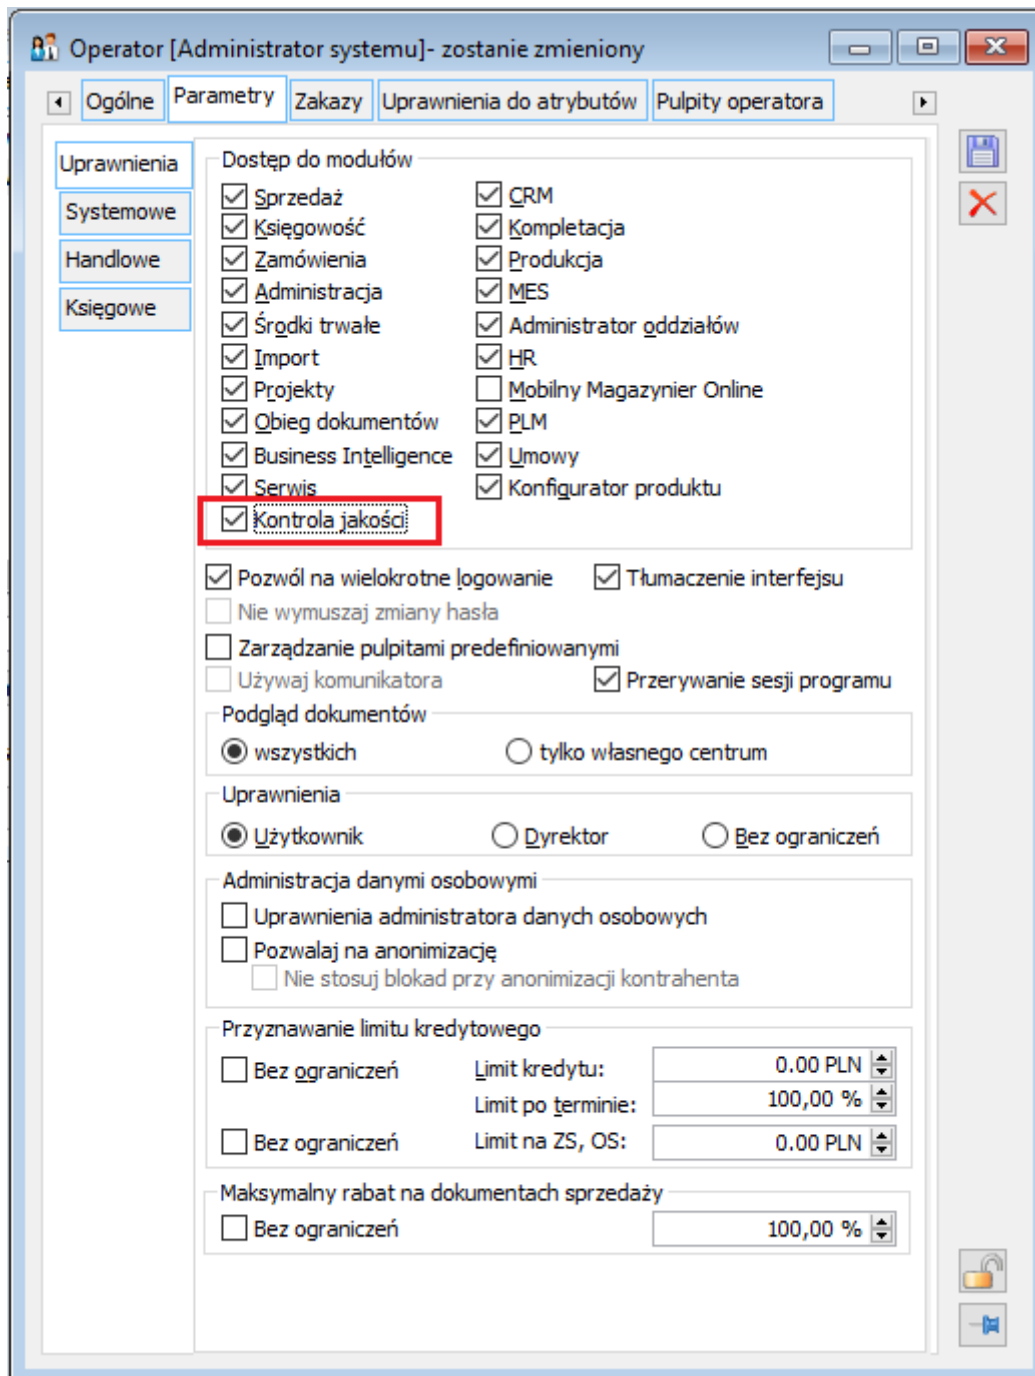 Operator [Administrator systemu]- zostanie zmieniony
Ogólne Parametry Zakazy Uprawnienia do atrybutów Pulpity operatora
Uprawnienia
Systemowe
Handlowe
Księgowe
Dostęp do modułów
Sprzedaż CRM
Księgowość Kompletacja
Zamówienia Produkcja
Administracja MES
Środki trwałe Administrator oddziałów
Import HR
Projekty Mobilny Magazynier Online
Obieg dokumentów PLM
Business Intelligence Umowy
Serwis Konfigurator produktu
Kontrola jakości
Pozwól na wielokrotne logowanie Tłumaczenie interfejsu
Nie wymuszaj zmiany hasła
Zarządzanie pulpitami predefiniowanymi
Używaj komunikatora Przerywanie sesji programu
Podgląd dokumentów
wszystkich tylko własnego centrum
Uprawnienia
Użytkownik Dyrektor Bez ograniczeń
Administracja danymi osobowymi
Uprawnienia administratora danych osobowych
Pozwalaj na anonimizację
Nie stosuj blokad przy anonimizacji kontrahenta
Przyznawanie limitu kredytowego
Bez ograniczeń Limit kredytu: 0.00 PLN
Limit po terminie: 100,00 %
Bez ograniczeń Limit na ZS, OS: 0.00 PLN
Maksymalny rabat na dokumentach sprzedaży
Bez ograniczeń 100,00 %